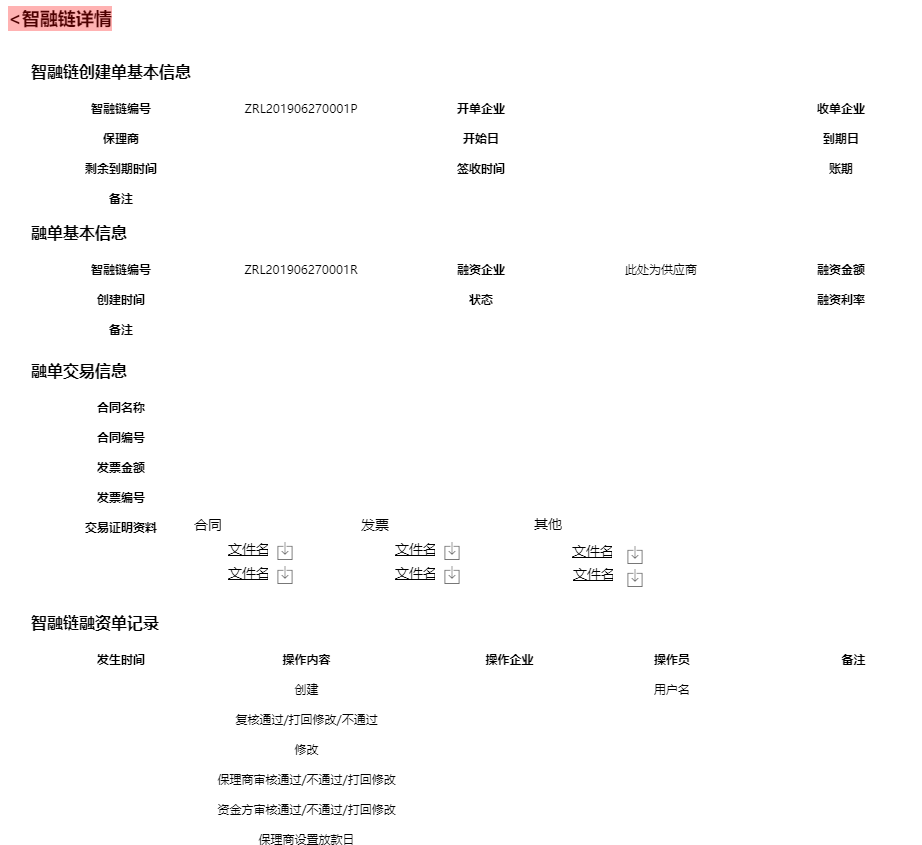 <智融链详情
智融链创建单基本信息
智融链编号 ZRL201906270001P 开单企业 收单企业
保理商 开始日 到期日
剩余到期时间 签收时间 账期
备注
融单基本信息
智融链编号 ZRL201906270001R 融资企业 此处为供应商 融资金额
创建时间 状态 融资利率
备注
融单交易信息
合同名称
合同编号
发票金额
发票编号
交易证明资料 合同 发票 其他
文件名 文件名 文件名
文件名 文件名 文件名
智融链融资单记录
发生时间 操作内容 操作企业 操作员 备注
创建 用户名
复核通过/打回修改/不通过
修改
保理商审核通过/不通过/打回修改
资金方审核通过/不通过/打回修改
保理商设置放款日